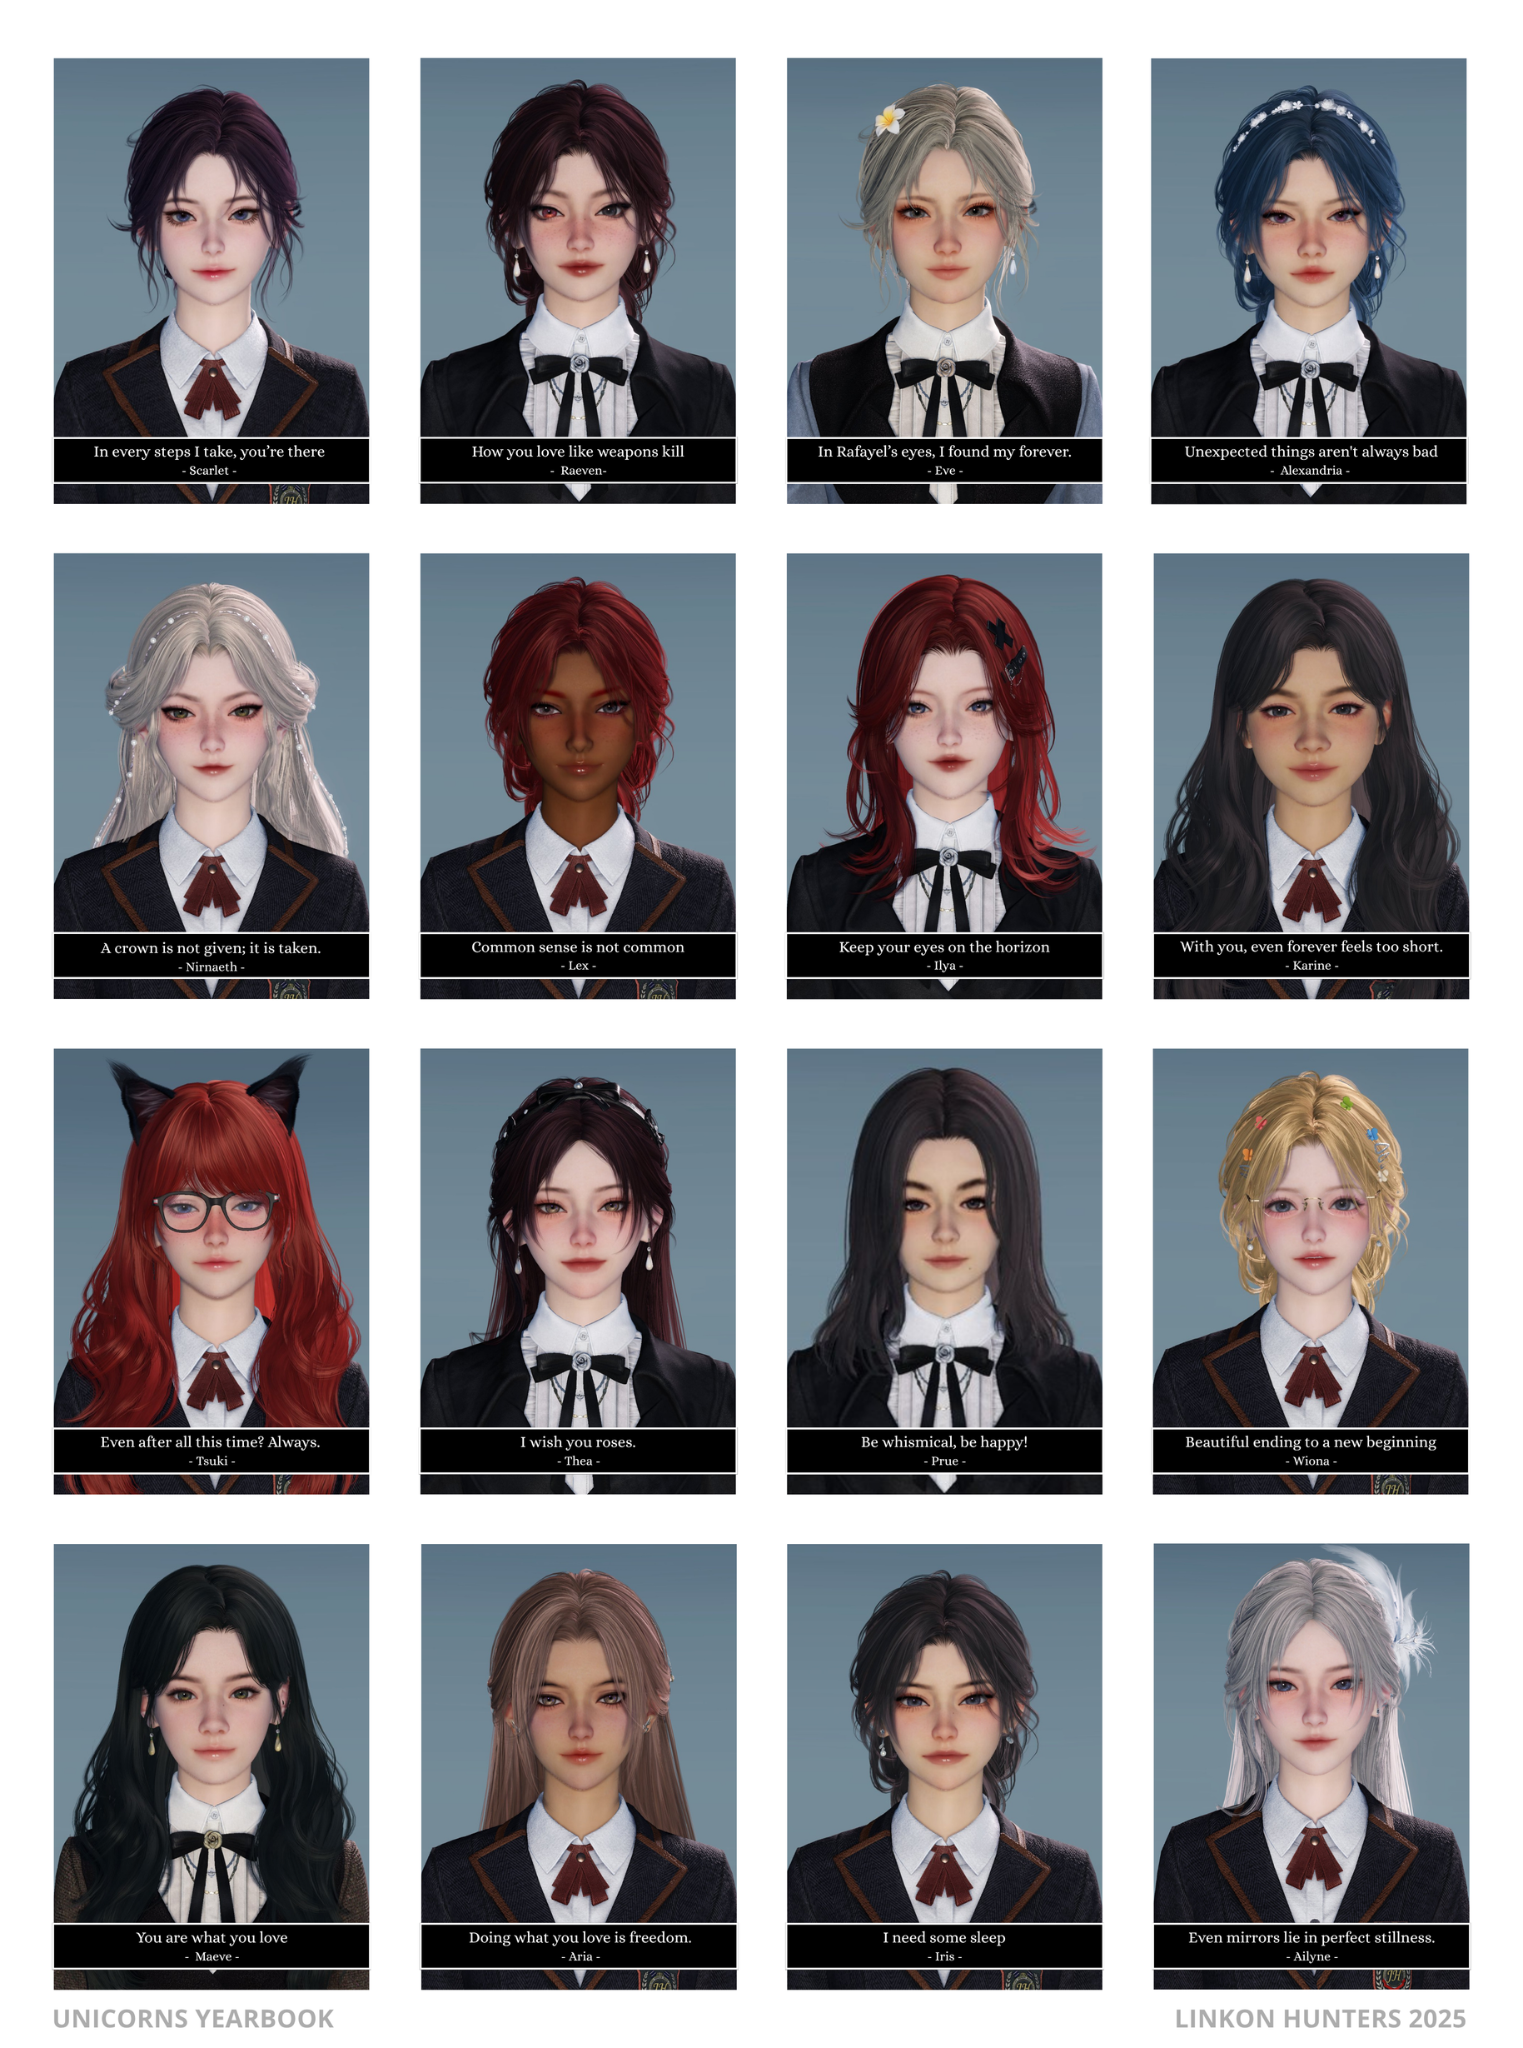 In every steps I take, you're there
- Scarlet -
How you love like weapons kill
- Raeven-
In Rafayel's eyes, I found my forever.
- Eve -
Unexpected things aren't always bad
- Alexandria -
A crown is not given; it is taken.
- Nirnaeth -
Common sense is not common
- Lex -
Keep your eyes on the horizon
- Ilya -
With you, even forever feels too short.
- Karine -
Even after all this time? Always.
- Tsuki -
I wish you roses.
- Thea -
Be whismical, be happy!
- Prue -
Beautiful ending to a new beginning
- Wiona -
You are what you love
- Maeve -
Doing what you love is freedom.
- Aria -
I need some sleep
- Iris -
Even mirrors lie in perfect stillness.
- Ailyne -
UNICORNS YEARBOOK
LINKON HUNTERS 2025